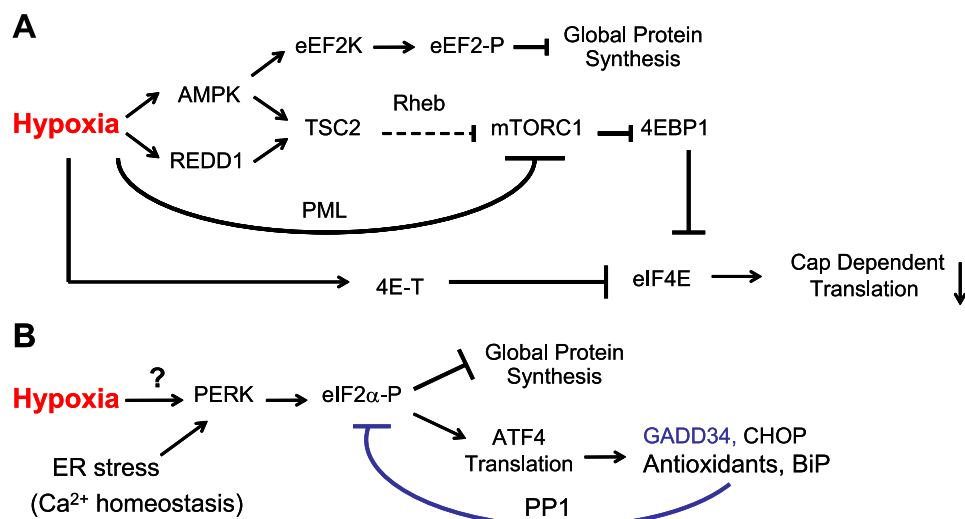 A
eEF2K
eEF2-P
Global Protein
Synthesis
AMPK
Rheb
Hypoxia
TSC2
mTORC1
4EBP1
REDD1
PML
4E-T
eIF4E
Cap Dependent
Translation
B
Global Protein
Synthesis
?
Hypoxia
PERK
eIF2α-P
ATF4
Translation
GADD34, CHOP
Antioxidants, BiP
ER stress
(Ca²⁺ homeostasis)
PP1